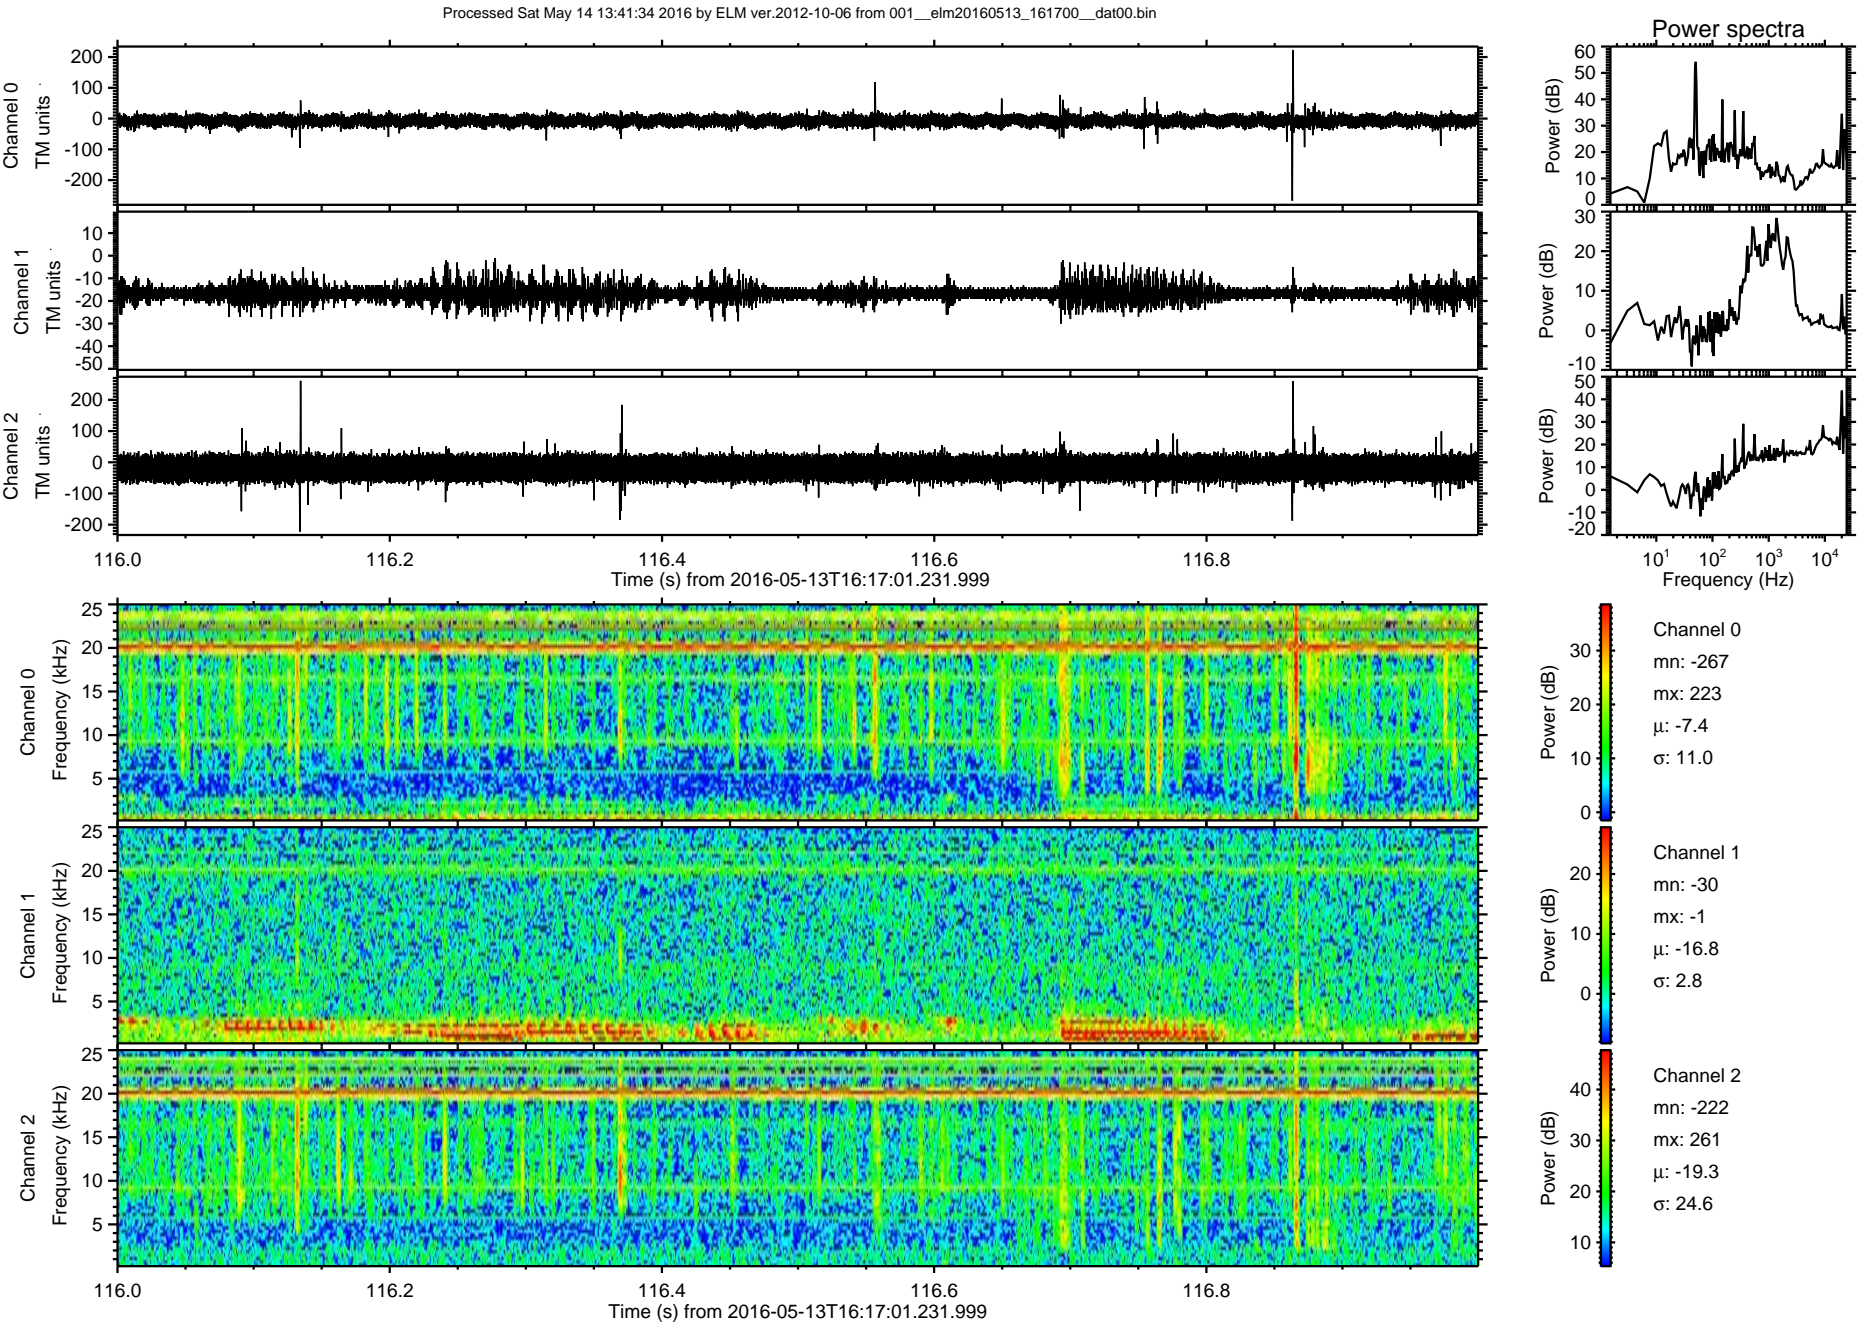 Processed Sat May 14 13:41:34 2016 by ELM ver.2012-10-06 from 001__elm20160513_161700__dat00.bin
Power spectra
Channel 0
TM units
200
100
0
-100
-200
Power (dB)
60
50
40
30
20
10
0
Channel 1
TM units
10
0
-10
-20
-30
-40
-50
Power (dB)
30
20
10
0
-10
Channel 2
TM units
200
100
0
-100
-200
Power (dB)
50
40
30
20
10
0
-10
-20
116.0 116.2 116.4 116.6 116.8
Time (s) from 2016-05-13T16:17:01.231.999
10^1 10^2 10^3 10^4
Frequency (Hz)
Channel 0
Frequency (kHz)
25
20
15
10
5
Power (dB)
30
20
10
0
Channel 0
mn: -267
mx: 223
μ: -7.4
σ: 11.0
Channel 1
Frequency (kHz)
25
20
15
10
5
Power (dB)
20
10
0
Channel 1
mn: -30
mx: -1
μ: -16.8
σ: 2.8
Channel 2
Frequency (kHz)
25
20
15
10
5
Power (dB)
40
30
20
10
Channel 2
mn: -222
mx: 261
μ: -19.3
σ: 24.6
116.0 116.2 116.4 116.6 116.8
Time (s) from 2016-05-13T16:17:01.231.999